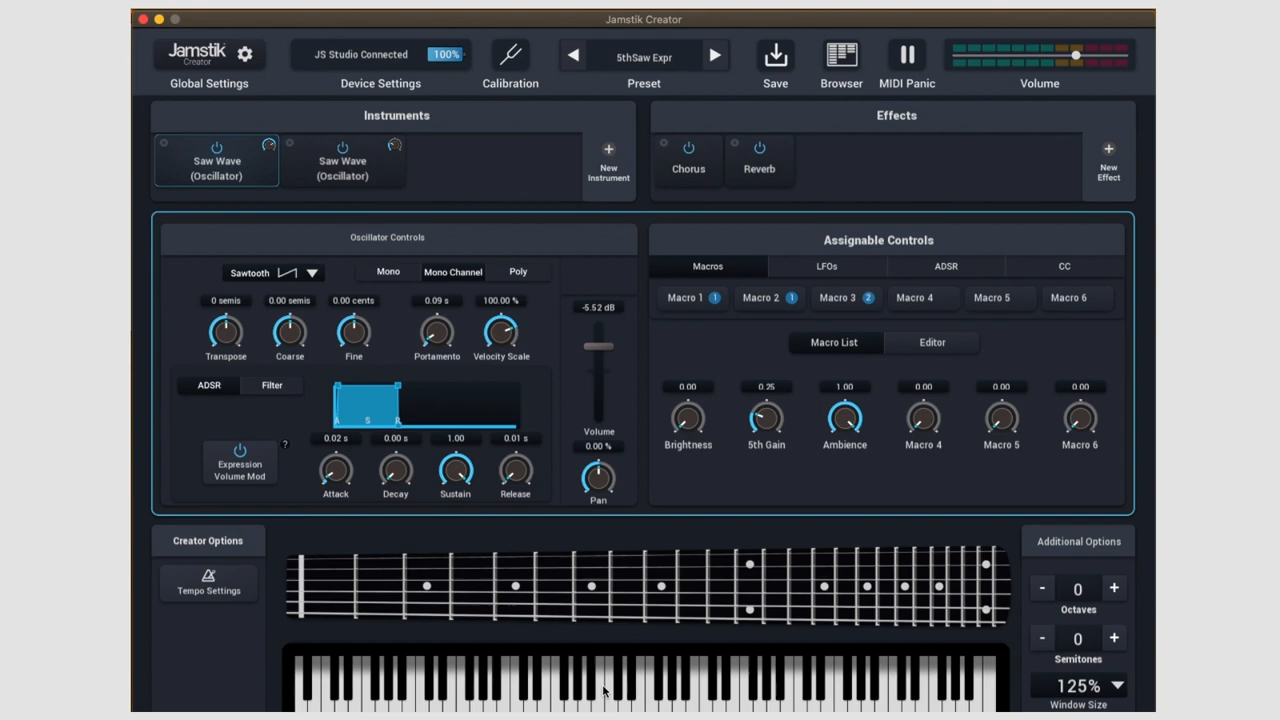 Jamstik Creator
Jamstik
Creator
Global Settings
JS Studio Connected 100%
Device Settings
Calibration
5thSaw Expr
Preset
Save
Browser
MIDI Panic
Volume
Instruments
Saw Wave
(Oscillator)
Saw Wave
(Oscillator)
New
Instrument
Effects
Chorus
Reverb
New
Effect
Oscillator Controls
Sawtooth
Mono Mono Channel Poly
0 semis 0.00 semis 0.00 cents 0.09 s 100.00 %
Transpose Coarse Fine Portamento Velocity Scale
ADSR Filter
A S R
0.02 s 0.00 s 1.00 0.01 s
Expression
Volume Mod
?
Attack Decay Sustain Release
-5.52 dB
Volume
0.00 %
Pan
Assignable Controls
Macros LFOs ADSR CC
Macro 1 1 Macro 2 1 Macro 3 2 Macro 4 Macro 5 Macro 6
Macro List Editor
0.00 0.25 1.00 0.00 0.00 0.00
Brightness 5th Gain Ambience Macro 4 Macro 5 Macro 6
Creator Options
Tempo Settings
Additional Options
- 0 +
Octaves
- 0 +
Semitones
125%
Window Size